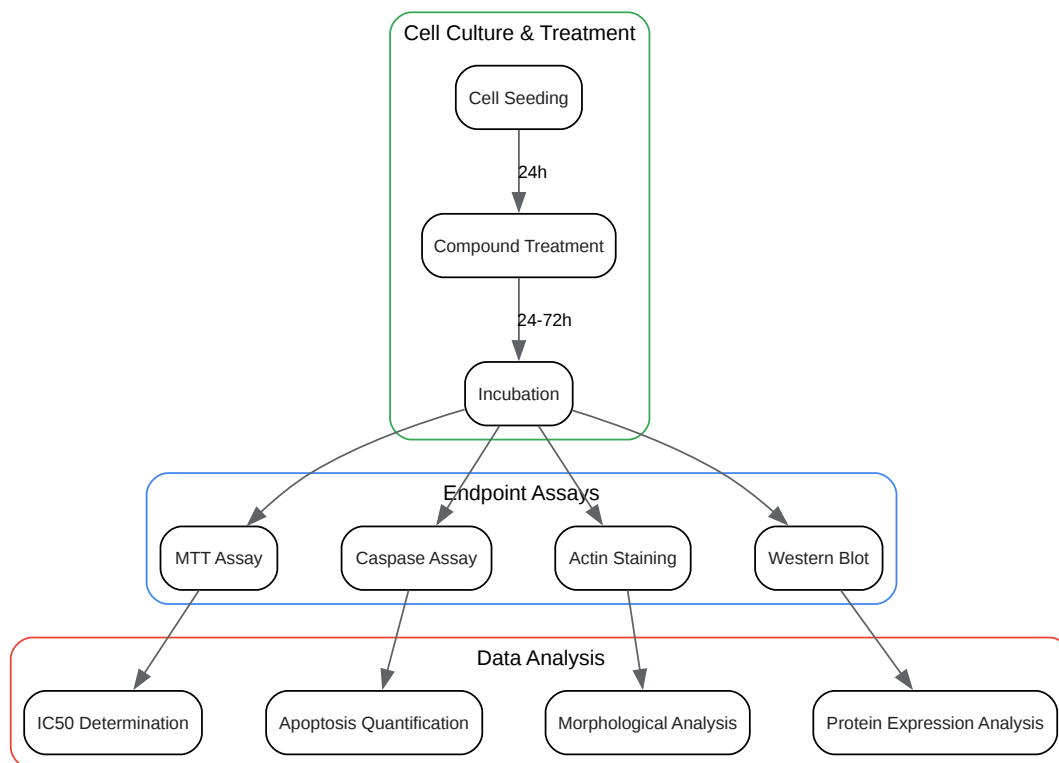 Cell Culture & Treatment
Cell Seeding
24h
Compound Treatment
24-72h
Incubation
Endpoint Assays
MTT Assay
Caspase Assay
Actin Staining
Western Blot
Data Analysis
IC50 Determination
Apoptosis Quantification
Morphological Analysis
Protein Expression Analysis